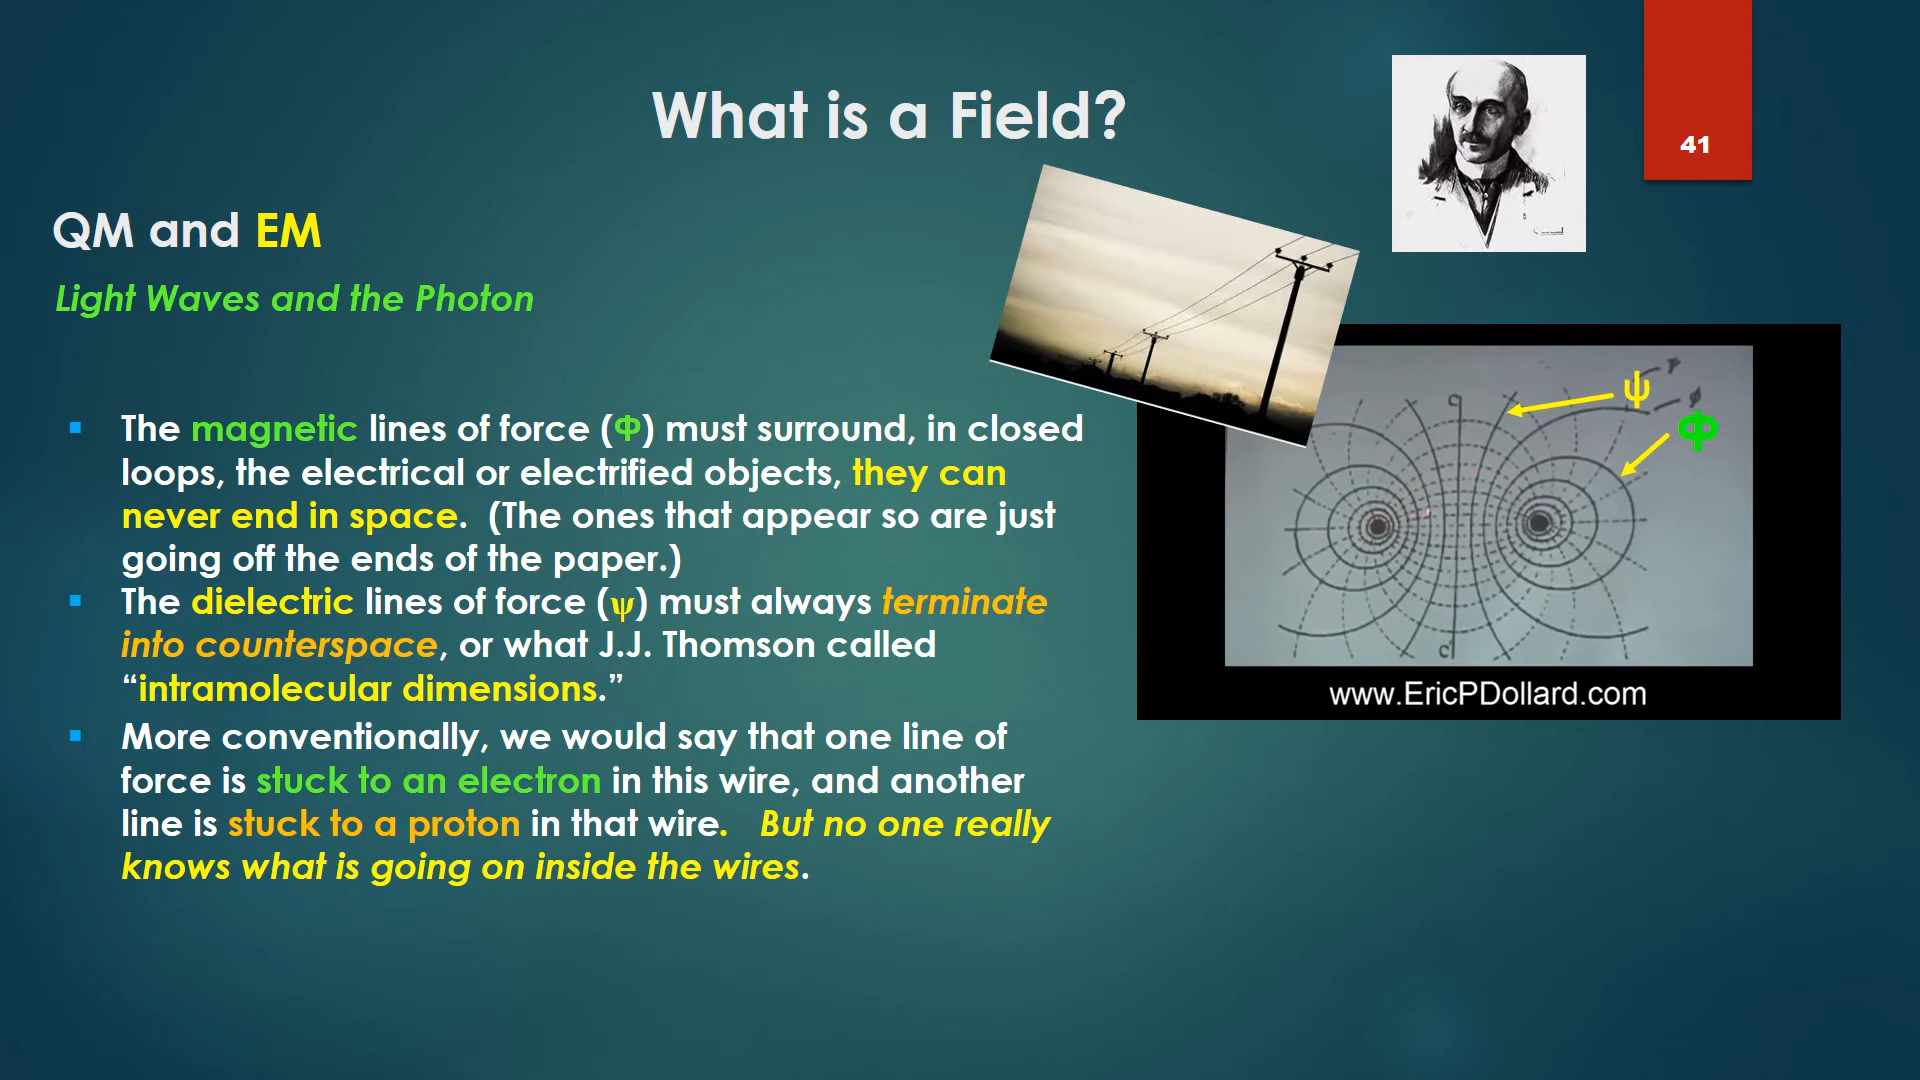 What is a Field?
41
QM and EM
Light Waves and the Photon
▪ The magnetic lines of force (Φ) must surround, in closed
loops, the electrical or electrified objects, they can
never end in space.  (The ones that appear so are just
going off the ends of the paper.)
▪ The dielectric lines of force (ψ) must always terminate
into counterspace, or what J.J. Thomson called
“intramolecular dimensions.”
▪ More conventionally, we would say that one line of
force is stuck to an electron in this wire, and another
line is stuck to a proton in that wire.   But no one really
knows what is going on inside the wires.
ψ
Φ
C
C'
www.EricPDollard.com